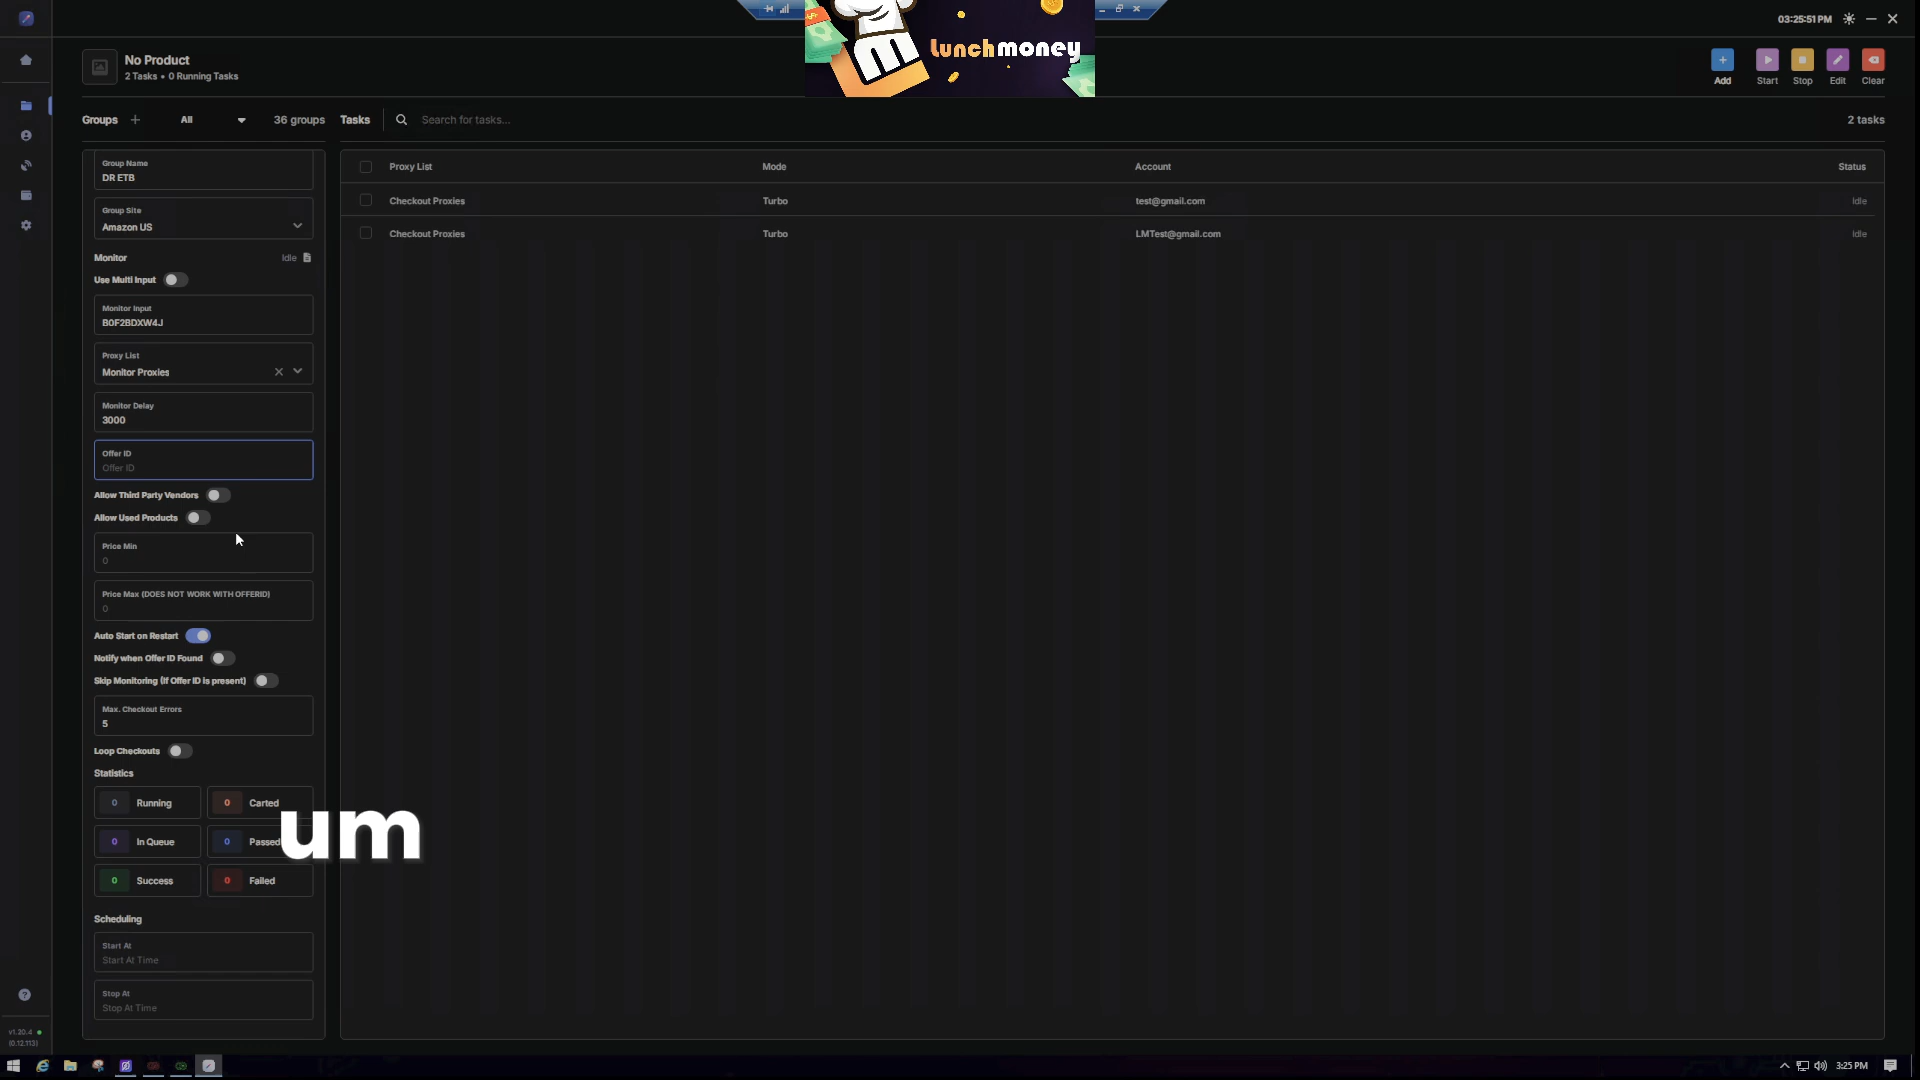 03:25:51 PM
lunchmoney
No Product
2 Tasks • 0 Running Tasks
Add
Start
Stop
Edit
Clear
Groups
All
36 groups
Tasks
Search for tasks...
2 tasks
Group Name
DR ETB
Group Site
Amazon US
Monitor
Idle
Use Multi Input
Monitor Input
B0F2BDXW4J
Proxy List
Monitor Proxies
Monitor Delay
3000
Offer ID
Offer ID
Allow Third Party Vendors
Allow Used Products
Price Min
0
Price Max (DOES NOT WORK WITH OFFERID)
0
Auto Start on Restart
Notify when Offer ID Found
Skip Monitoring (If Offer ID is present)
Max. Checkout Errors
5
Loop Checkouts
Statistics
0 Running
0 Carted
0 In Queue
0 Passed
0 Success
0 Failed
Scheduling
Start At
Start At Time
Stop At
Stop At Time
Proxy List Mode Account Status
Checkout Proxies Turbo test@gmail.com Idle
Checkout Proxies Turbo LMTest@gmail.com Idle
um
v1.20.4
(0.12.113)
3:25 PM